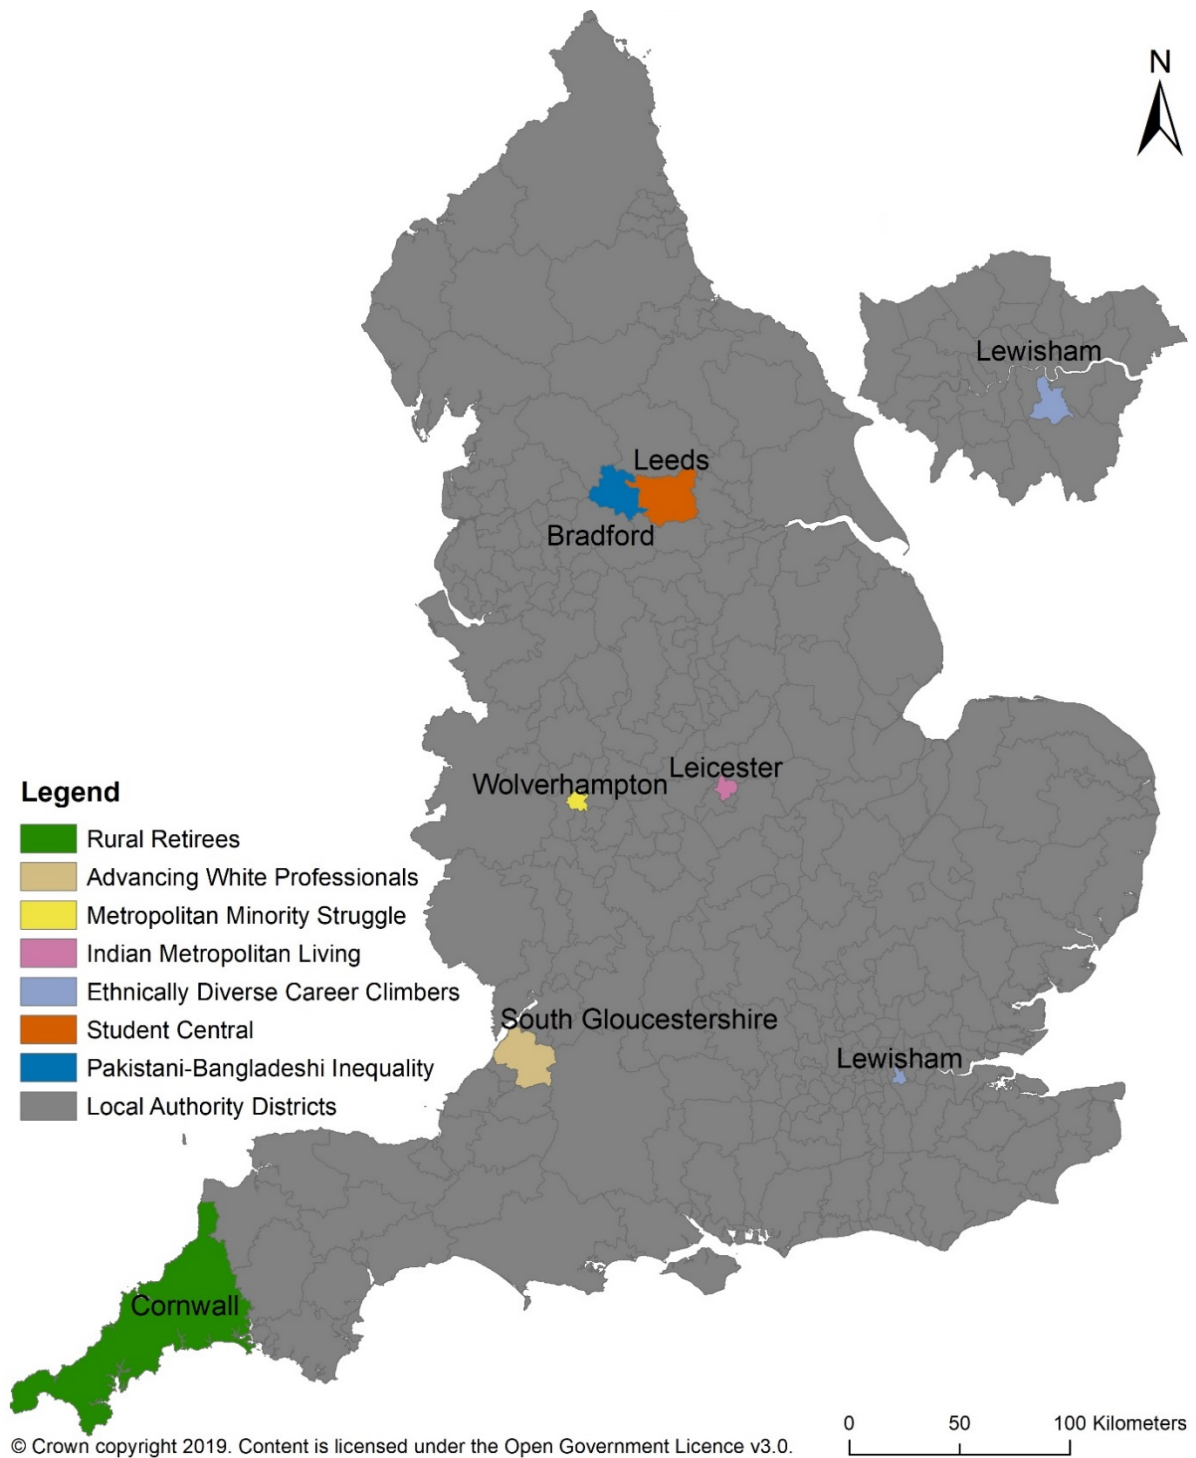 N
Lewisham
Leeds
Bradford
Leicester
Wolverhampton
Legend
Rural Retirees
Advancing White Professionals
Metropolitan Minority Struggle
Indian Metropolitan Living
Ethnically Diverse Career Climbers
Student Central
Pakistani-Bangladeshi Inequality
Local Authority Districts
South Gloucestershire
Lewisham
Cornwall
0 50 100 Kilometers
© Crown copyright 2019. Content is licensed under the Open Government Licence v3.0.